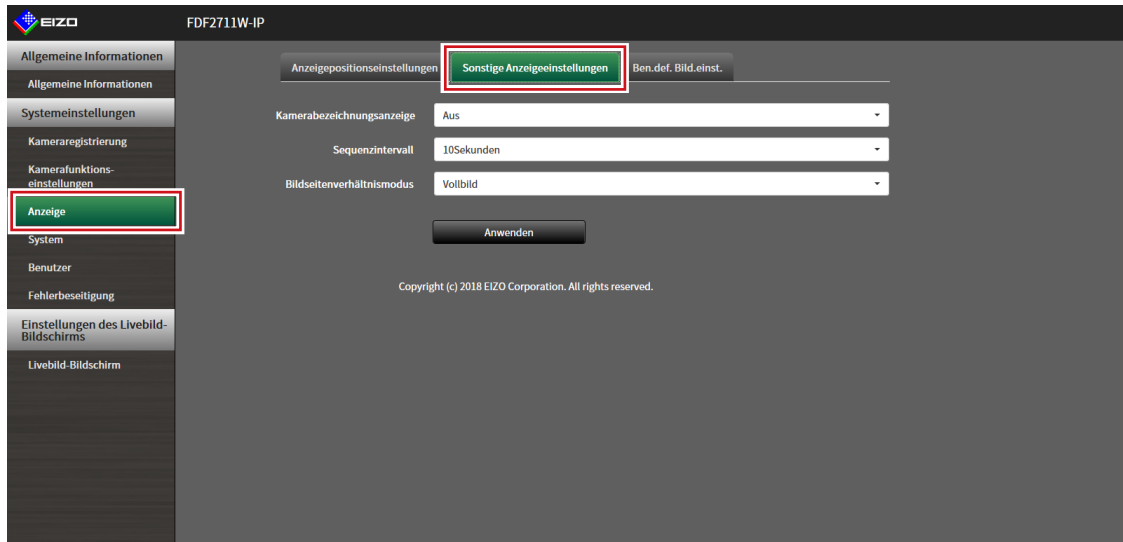 EIZO
FDF2711W-IP
Allgemeine Informationen
Allgemeine Informationen
Systemeinstellungen
Kameraregistrierung
Kamerafunktions-
einstellungen
Anzeige
System
Benutzer
Fehlerbeseitigung
Einstellungen des Livebild-
Bildschirms
Livebild-Bildschirm
Anzeigepositionseinstellungen
Sonstige Anzeigeeinstellungen
Ben.def. Bild.einst.
Kamerabezeichnungsanzeige Aus
Sequenzintervall 10Sekunden
Bildseitenverhältnismodus Vollbild
Anwenden
Copyright (c) 2018 EIZO Corporation. All rights reserved.